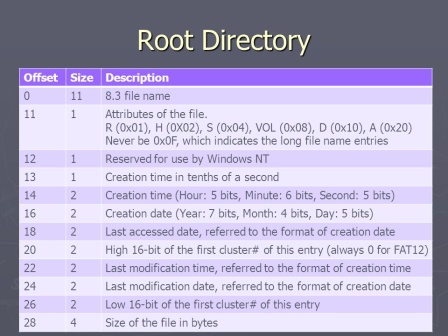 Root Directory
Offset Size Description
0 11 8.3 file name
11 1 Attributes of the file.
R (0x01), H (0X02), S (0x04), VOL (0x08), D (0x10), A (0x20)
Never be 0x0F, which indicates the long file name entries
12 1 Reserved for use by Windows NT
13 1 Creation time in tenths of a second
14 2 Creation time (Hour: 5 bits, Minute: 6 bits, Second: 5 bits)
16 2 Creation date (Year: 7 bits, Month: 4 bits, Day: 5 bits)
18 2 Last accessed date, referred to the format of creation date
20 2 High 16-bit of the first cluster# of this entry (always 0 for FAT12)
22 2 Last modification time, referred to the format of creation time
24 2 Last modification date, referred to the format of creation date
26 2 Low 16-bit of the first cluster# of this entry
28 4 Size of the file in bytes